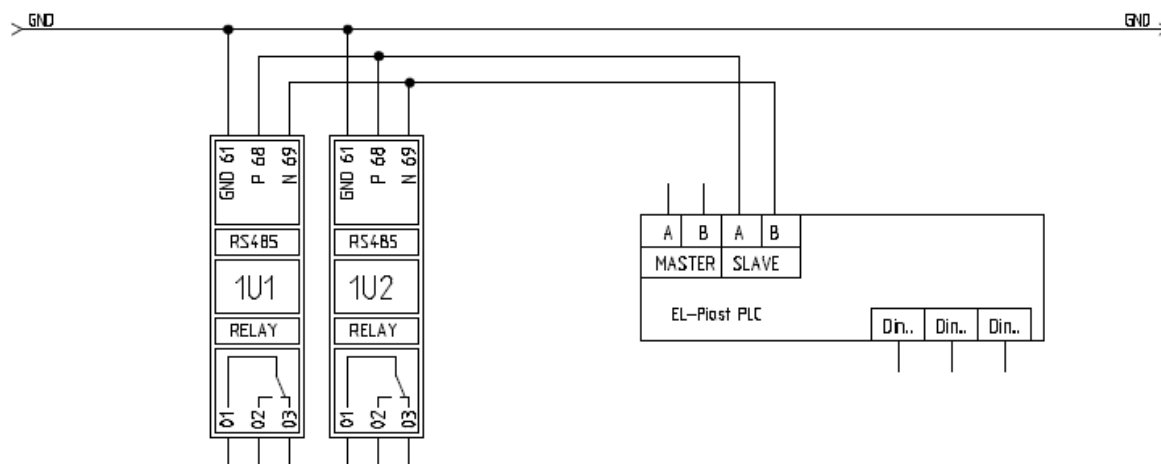 GND GND
GND 61 P 68 N 69 GND 61 P 68 N 69
A B A B
RS485 RS485
MASTER SLAVE
1U1 1U2
EL-Piast PLC
RELAY RELAY Din.. Din.. Din..
01 02 03 01 02 03